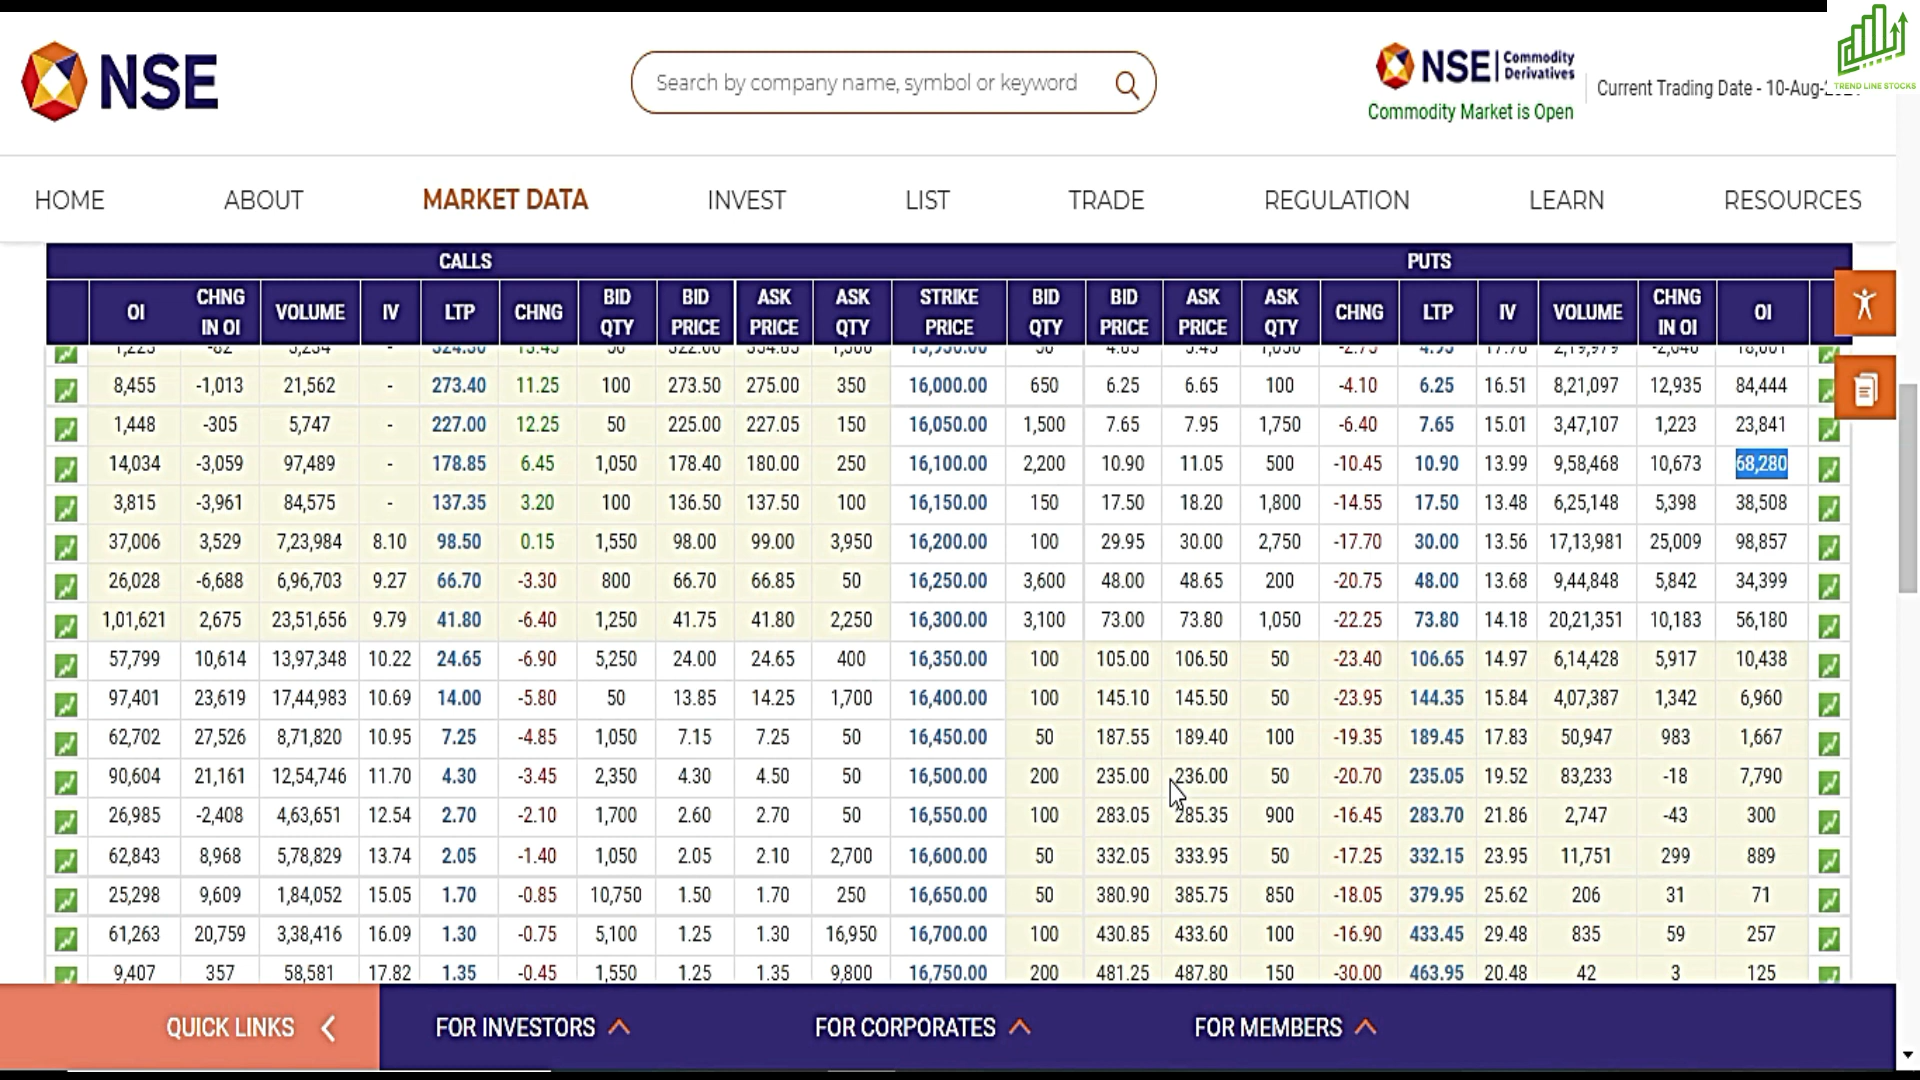 NSE
Search by company name, symbol or keyword
NSE | Commodity Derivatives
Commodity Market is Open
Current Trading Date - 10-Aug-
TREND LINE STOCKS
HOME ABOUT MARKET DATA INVEST LIST TRADE REGULATION LEARN RESOURCES
CALLS PUTS
OI CHNG IN OI VOLUME IV LTP CHNG BID QTY BID PRICE ASK PRICE ASK QTY STRIKE PRICE BID QTY BID PRICE ASK PRICE ASK QTY CHNG LTP IV VOLUME CHNG IN OI OI
8,455 -1,013 21,562 - 273.40 11.25 100 273.50 275.00 350 16,000.00 650 6.25 6.65 100 -4.10 6.25 16.51 8,21,097 12,935 84,444
1,448 -305 5,747 - 227.00 12.25 50 225.00 227.05 150 16,050.00 1,500 7.65 7.95 1,750 -6.40 7.65 15.01 3,47,107 1,223 23,841
14,034 -3,059 97,489 - 178.85 6.45 1,050 178.40 180.00 250 16,100.00 2,200 10.90 11.05 500 -10.45 10.90 13.99 9,58,468 10,673 68,280
3,815 -3,961 84,575 - 137.35 3.20 100 136.50 137.50 100 16,150.00 150 17.50 18.20 1,800 -14.55 17.50 13.48 6,25,148 5,398 38,508
37,006 3,529 7,23,984 8.10 98.50 0.15 1,550 98.00 99.00 3,950 16,200.00 100 29.95 30.00 2,750 -17.70 30.00 13.56 17,13,981 25,009 98,857
26,028 -6,688 6,96,703 9.27 66.70 -3.30 800 66.70 66.85 50 16,250.00 3,600 48.00 48.65 200 -20.75 48.00 13.68 9,44,848 5,842 34,399
1,01,621 2,675 23,51,656 9.79 41.80 -6.40 1,250 41.75 41.80 2,250 16,300.00 3,100 73.00 73.80 1,050 -22.25 73.80 14.18 20,21,351 10,183 56,180
57,799 10,614 13,97,348 10.22 24.65 -6.90 5,250 24.00 24.65 400 16,350.00 100 105.00 106.50 50 -23.40 106.65 14.97 6,14,428 5,917 10,438
97,401 23,619 17,44,983 10.69 14.00 -5.80 50 13.85 14.25 1,700 16,400.00 100 145.10 145.50 50 -23.95 144.35 15.84 4,07,387 1,342 6,960
62,702 27,526 8,71,820 10.95 7.25 -4.85 1,050 7.15 7.25 50 16,450.00 50 187.55 189.40 100 -19.35 189.45 17.83 50,947 983 1,667
90,604 21,161 12,54,746 11.70 4.30 -3.45 2,350 4.30 4.50 50 16,500.00 200 235.00 236.00 50 -20.70 235.05 19.52 83,233 -18 7,790
26,985 -2,408 4,63,651 12.54 2.70 -2.10 1,700 2.60 2.70 50 16,550.00 100 283.05 285.35 900 -16.45 283.70 21.86 2,747 -43 300
62,843 8,968 5,78,829 13.74 2.05 -1.40 1,050 2.05 2.10 2,700 16,600.00 50 332.05 333.95 50 -17.25 332.15 23.95 11,751 299 889
25,298 9,609 1,84,052 15.05 1.70 -0.85 10,750 1.50 1.70 250 16,650.00 50 380.90 385.75 850 -18.05 379.95 25.62 206 31 71
61,263 20,759 3,38,416 16.09 1.30 -0.75 5,100 1.25 1.30 16,950 16,700.00 100 430.85 433.60 100 -16.90 433.45 29.48 835 59 257
9,407 357 58,581 17.82 1.35 -0.45 1,550 1.25 1.35 9,800 16,750.00 200 481.25 487.80 150 -30.00 463.95 20.48 42 3 125
QUICK LINKS FOR INVESTORS FOR CORPORATES FOR MEMBERS